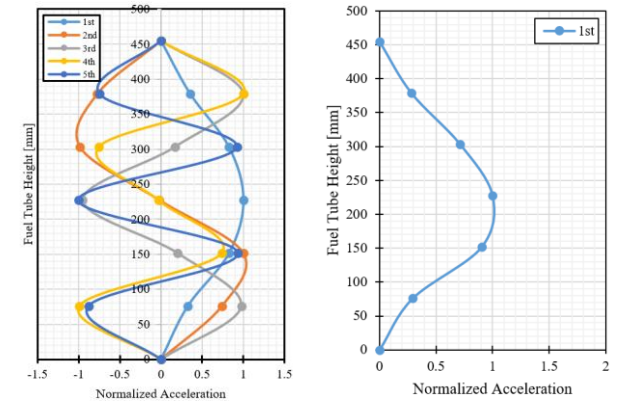 500
450
400
350
300
250
200
150
100
50
0
1st
2nd
3rd
4th
5th
Fuel Tube Height [mm]
-1.5 -1 -0.5 0 0.5 1 1.5
Normalized Acceleration
500
450
400
350
300
250
200
150
100
50
0
1st
Fuel Tube Height [mm]
0 0.5 1 1.5 2
Normalized Acceleration